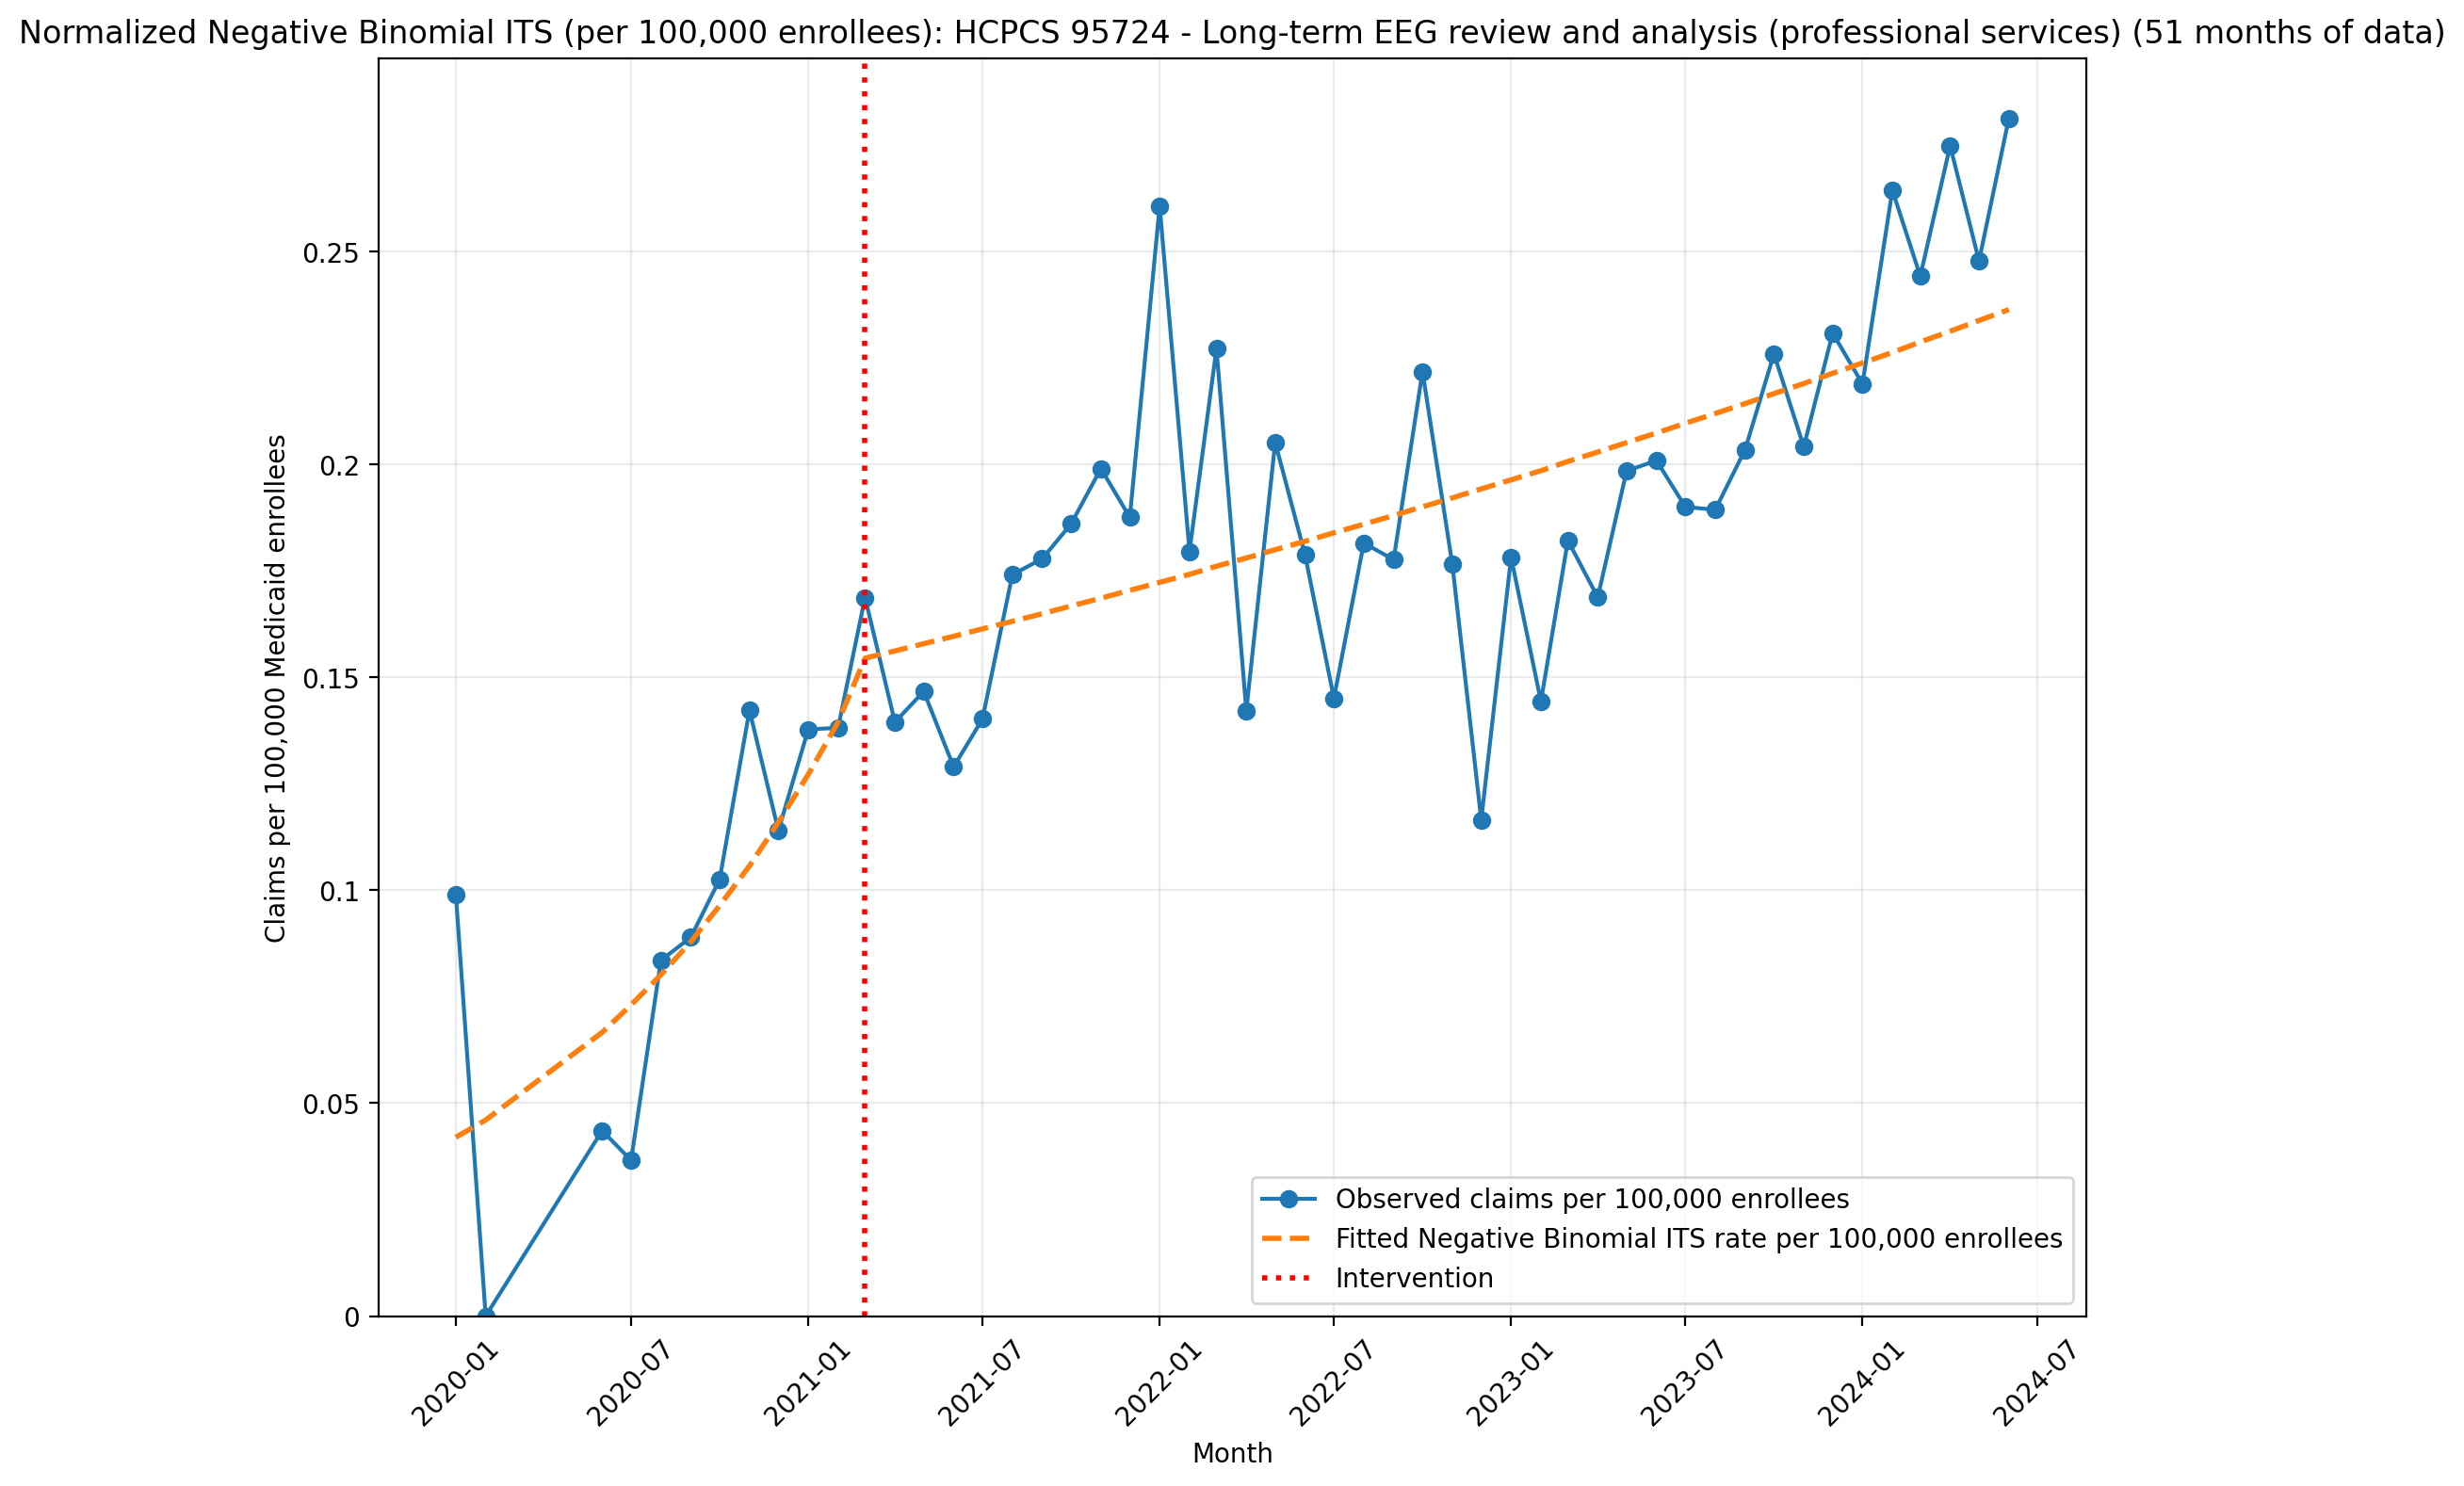 Normalized Negative Binomial ITS (per 100,000 enrollees): HCPCS 95724 - Long-term EEG review and analysis (professional services) (51 months of data)
Claims per 100,000 Medicaid enrollees
0.25
0.2
0.15
0.1
0.05
0
Observed claims per 100,000 enrollees
Fitted Negative Binomial ITS rate per 100,000 enrollees
Intervention
2020-01
2020-07
2021-01
2021-07
2022-01
2022-07
2023-01
2023-07
2024-01
2024-07
Month